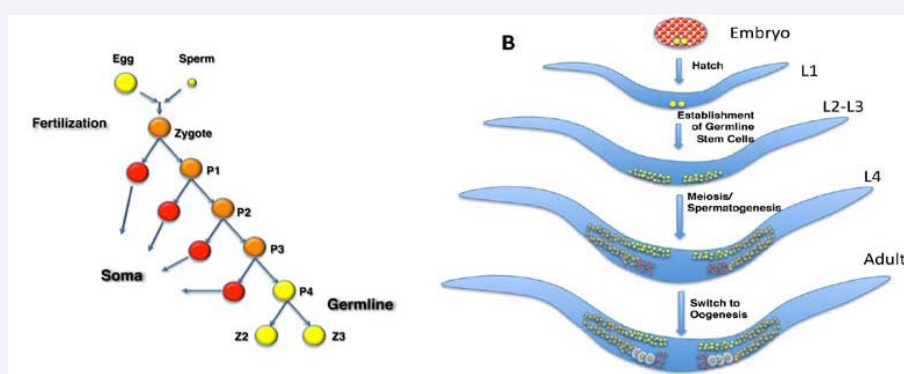 Egg
Sperm
Fertilization
Zygote
P1
P2
P3
Soma
P4
Germline
Z2
Z3
B
Embryo
Hatch
L1
Establishment
of Germline
Stem Cells
L2-L3
Meiosis/
Spermatogenesis
L4
Switch to
Oogenesis
Adult